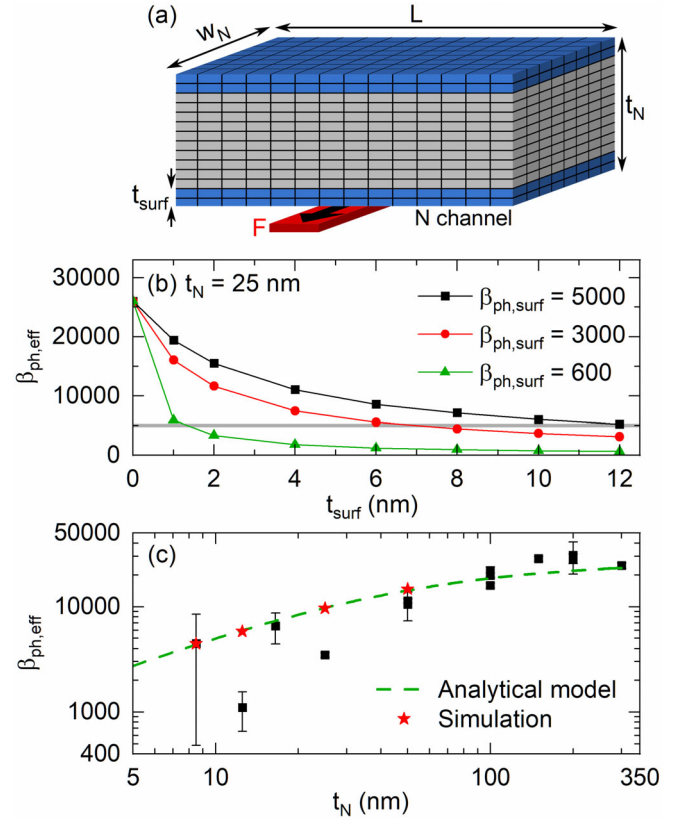 (a)
L
w_N
t_N
t_surf
F
N channel
(b) t_N = 25 nm
β_ph,surf = 5000
β_ph,surf = 3000
β_ph,surf = 600
30000
20000
10000
0
β_ph,eff
0 2 4 6 8 10 12
t_surf (nm)
(c)
50000
10000
1000
400
β_ph,eff
Analytical model
Simulation
5 10 100 350
t_N (nm)